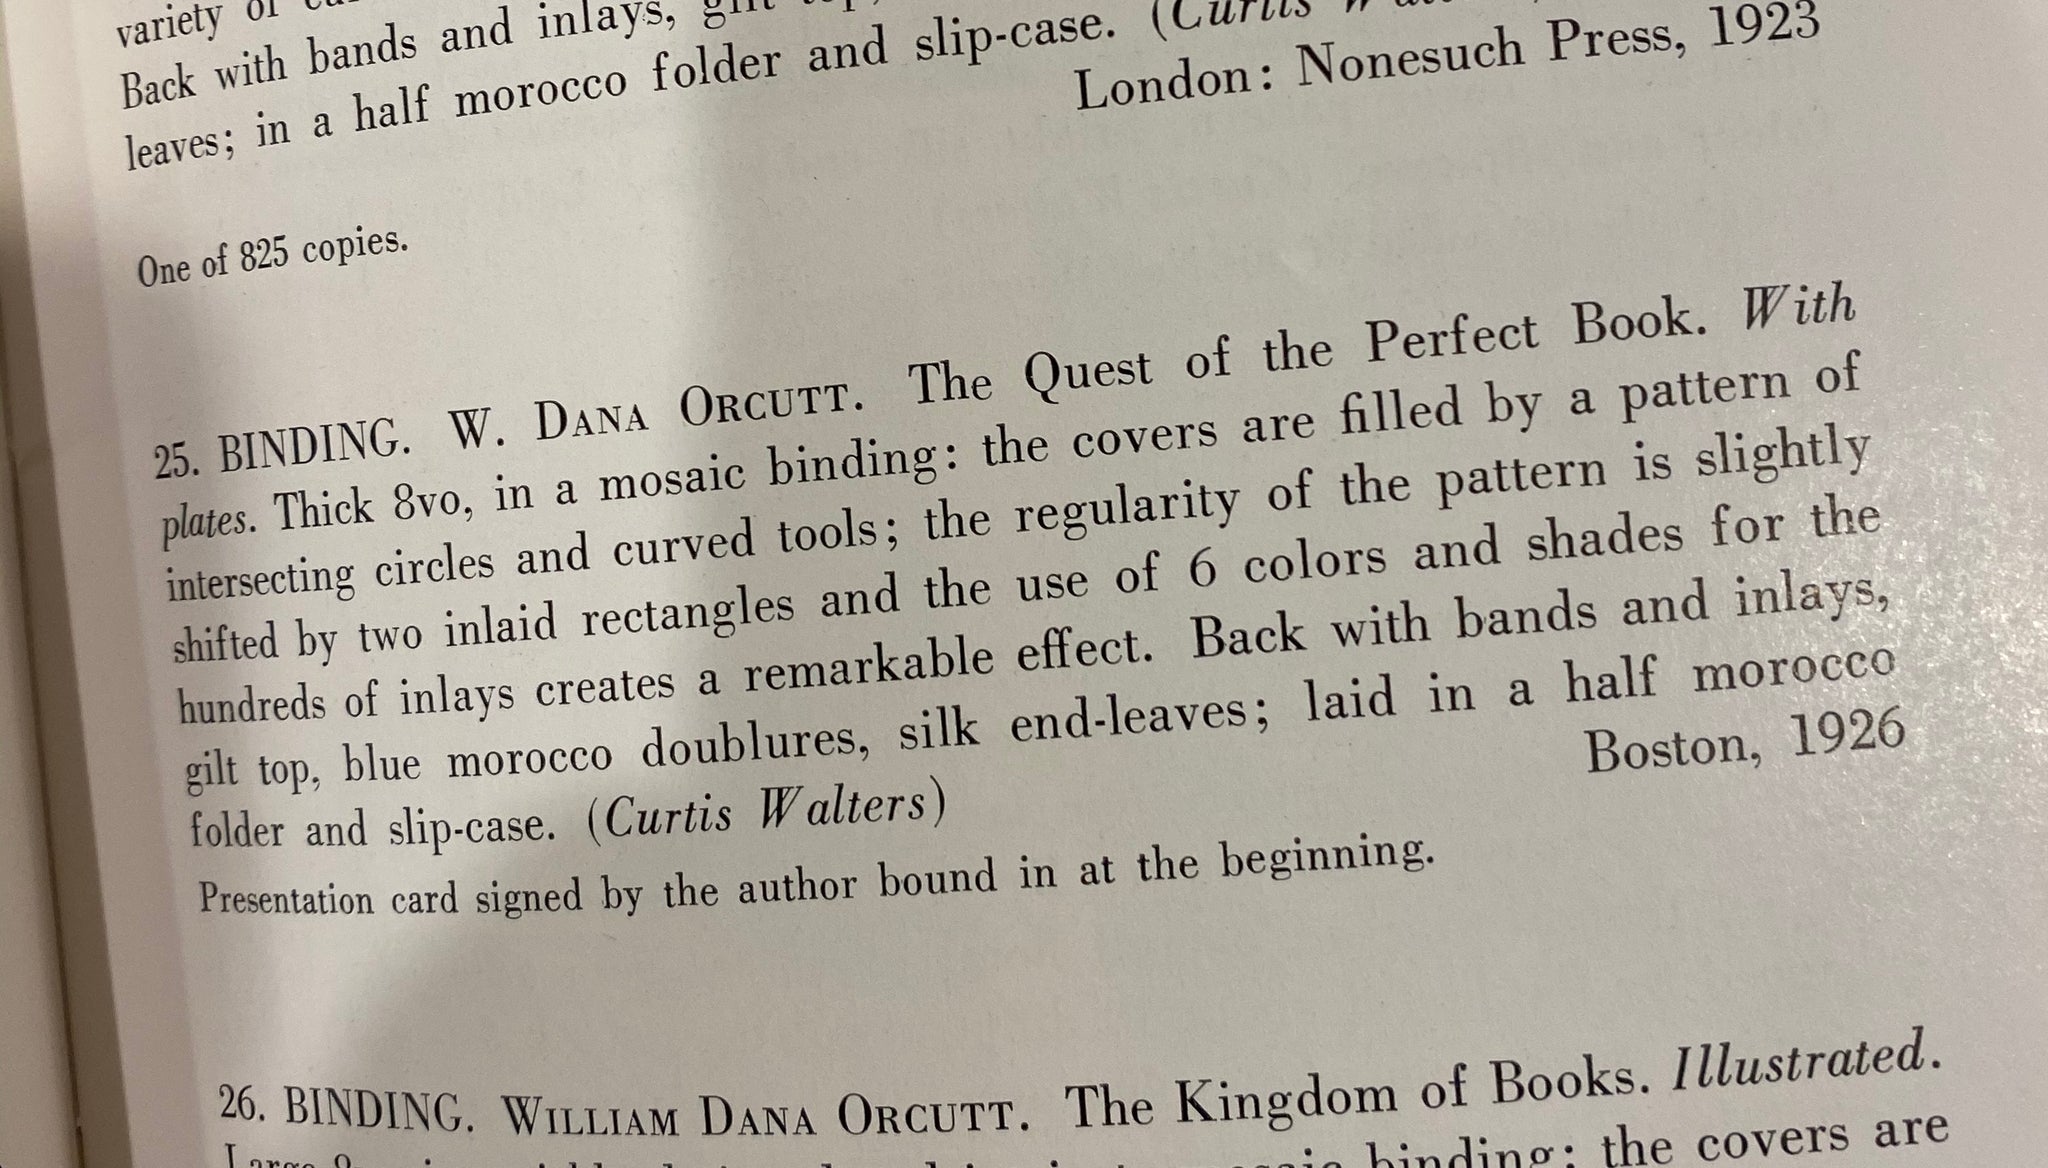 variety of
Back with bands and inlays, gilt
leaves; in a half morocco folder and slip-case. (Curtis
London: Nonesuch Press, 1923
One of 825 copies.
25. BINDING. W. DANA ORCUTT. The Quest of the Perfect Book. With
plates. Thick 8vo, in a mosaic binding: the covers are filled by a pattern of
intersecting circles and curved tools; the regularity of the pattern is slightly
shifted by two inlaid rectangles and the use of 6 colors and shades for the
hundreds of inlays creates a remarkable effect. Back with bands and inlays,
gilt top, blue morocco doublures, silk end-leaves; laid in a half morocco
folder and slip-case. (Curtis Walters)
Boston, 1926
Presentation card signed by the author bound in at the beginning.
26. BINDING. WILLIAM DANA ORCUTT. The Kingdom of Books. Illustrated.
binding: the covers are